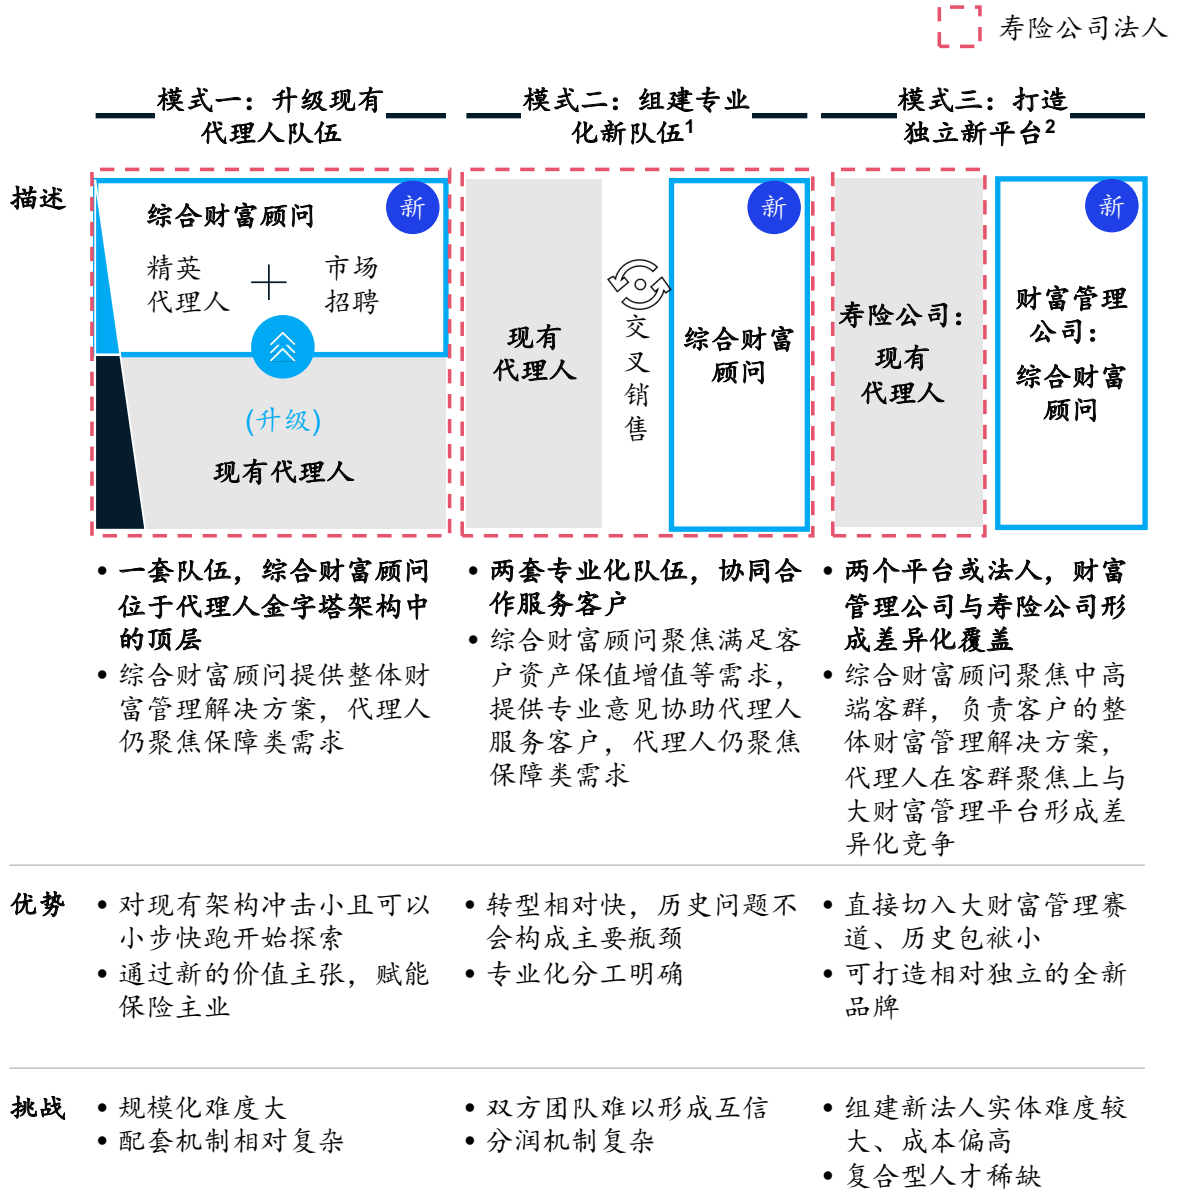 寿险公司法人
模式一：升级现有
代理人队伍
模式二：组建专业
化新队伍1
模式三：打造
独立新平台2
描述
综合财富顾问
新
精英
代理人
市场
招聘
(升级)
现有代理人
现有
代理人
交
叉
销
售
新
综合财富
顾问
寿险公司：
现有
代理人
新
财富管理
公司：
综合财富
顾问
• 一套队伍，综合财富顾问
位于代理人金字塔架构中
的顶层
• 综合财富顾问提供整体财
富管理解决方案，代理人
仍聚焦保障类需求
• 两套专业化队伍，协同合
作服务客户
• 综合财富顾问聚焦满足客
户资产保值增值等需求，
提供专业意见协助代理人
服务客户，代理人仍聚焦
保障类需求
• 两个平台或法人，财富
管理公司与寿险公司形
成差异化覆盖
• 综合财富顾问聚焦中高
端客群，负责客户的整
体财富管理解决方案，
代理人在客群聚焦上与
大财富管理平台形成差
异化竞争
优势
• 对现有架构冲击小且可以
小步快跑开始探索
• 通过新的价值主张，赋能
保险主业
• 转型相对快，历史问题不
会构成主要瓶颈
• 专业化分工明确
• 直接切入大财富管理赛
道、历史包袱小
• 可打造相对独立的全新
品牌
挑战
• 规模化难度大
• 配套机制相对复杂
• 双方团队难以形成互信
• 分润机制复杂
• 组建新法人实体难度较
大、成本偏高
• 复合型人才稀缺